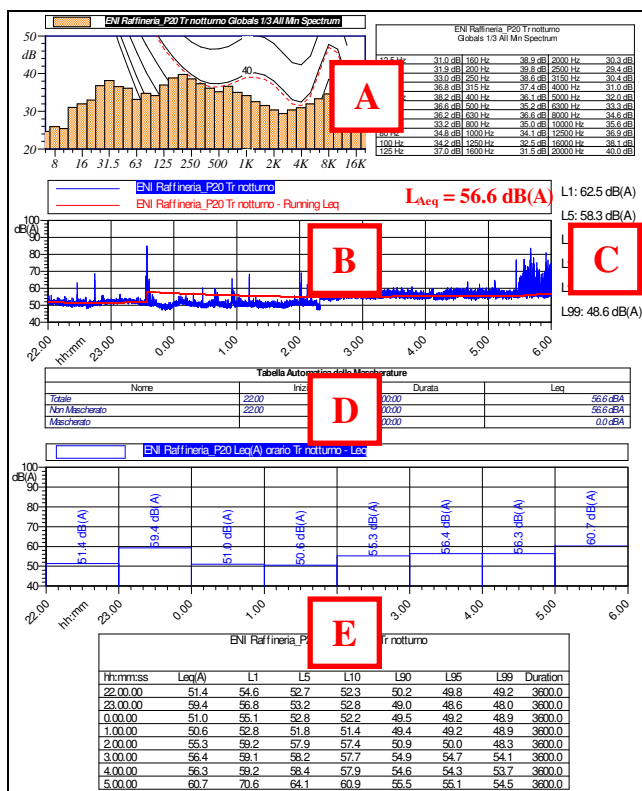 ENI Raffineria_P20 Tr notturno Globals 1/3 All Min Spectrum
50
dB
40
30
20
40
A
8 16 31.5 63 125 250 500 1K 2K 4K 8K 16K
ENI Raffineria_P20 Tr notturno
Globals 1/3 All Min Spectrum
31.0 dB 160 Hz 38.9 dB 2000 Hz 30.3 dB
31.9 dB 200 Hz 39.8 dB 2500 Hz 29.4 dB
33.0 dB 250 Hz 38.6 dB 3150 Hz 30.4 dB
36.8 dB 315 Hz 37.4 dB 4000 Hz 31.0 dB
38.2 dB 400 Hz 36.1 dB 5000 Hz 32.0 dB
36.6 dB 500 Hz 35.2 dB 6300 Hz 33.3 dB
36.2 dB 630 Hz 36.6 dB 8000 Hz 34.6 dB
33.2 dB 800 Hz 35.0 dB 10000 Hz 35.6 dB
34.8 dB 1000 Hz 34.1 dB 12500 Hz 36.9 dB
100 Hz 34.2 dB 1250 Hz 32.5 dB 16000 Hz 38.1 dB
125 Hz 37.0 dB 1600 Hz 31.5 dB 20000 Hz 40.0 dB
ENI Raffineria_P20 Tr notturno
ENI Raffineria_P20 Tr notturno - Running Leq
LAeq = 56.6 dB(A)
L1: 62.5 dB(A)
L5: 58.3 dB(A)
L99: 48.6 dB(A)
B
C
dB(A)
100
90
80
70
60
50
40
22.00 hh:mm 23.00 0.00 1.00 2.00 3.00 4.00 5.00 6.00
Tabella Automatica delle Mascherature
Nome Durata Leq
Totale 22.00 56.6 dBA
Non Mascherato 22.00 56.6 dBA
Mascherato 0.0 dBA
D
ENI Raffineria_P20 Leq(A) orario Tr notturno - Leq
dB(A)
100
90
80
70
60
50
40
51.4 dB(A) 59.4 dB(A) 51.0 dB(A) 50.6 dB(A) 55.3 dB(A) 56.4 dB(A) 56.3 dB(A) 60.7 dB(A)
22.00 hh:mm 23.00 0.00 1.00 3.00 4.00 5.00 6.00
E
ENI Raffineria_P2 Tr notturno
hh:mm:ss Leq(A) L1 L5 L10 L90 L95 L99 Duration
22.00.00 51.4 54.6 52.7 52.3 50.2 49.8 49.2 3600.0
23.00.00 59.4 56.8 53.2 52.8 49.0 48.6 48.0 3600.0
0.00.00 51.0 55.1 52.8 52.2 49.5 49.2 48.9 3600.0
1.00.00 50.6 52.8 51.8 51.4 49.4 49.2 48.9 3600.0
2.00.00 55.3 59.2 57.9 57.4 50.9 50.0 48.3 3600.0
3.00.00 56.4 59.1 58.2 57.7 54.9 54.7 54.1 3600.0
4.00.00 56.3 59.2 58.4 57.9 54.6 54.3 53.7 3600.0
5.00.00 60.7 70.6 64.1 60.9 55.5 55.1 54.5 3600.0